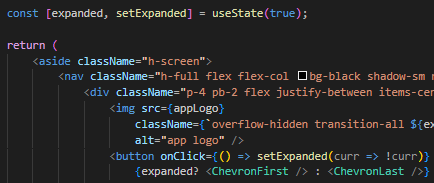 const [expanded, setExpanded] = useState(true);
return (
<aside className="h-screen">
<nav className="h-full flex flex-col bg-black shadow-sm
<div className="p-4 pb-2 flex justify-between items-cen
<img src={appLogo}
className={`overflow-hidden transition-all ${ex
alt="app logo" />
<button onClick={() => setExpanded(curr => !curr)}
{expanded? <ChevronFirst /> : <ChevronLast />}